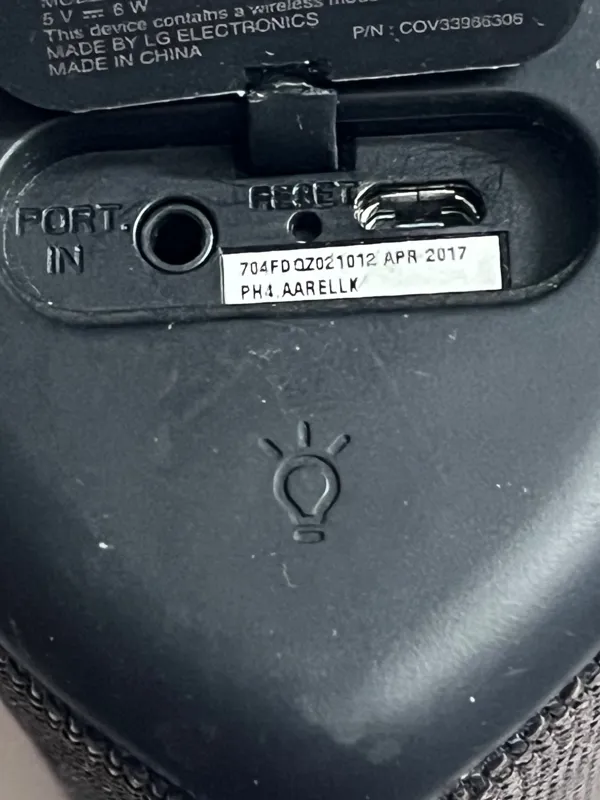 5 V ⎓ 6 W
This device contains a wireless
MADE BY LG ELECTRONICS
P/N : COV33986306
MADE IN CHINA
RESET
PORT.
IN
704FDQZ021012 APR 2017
PH4.AARELLK